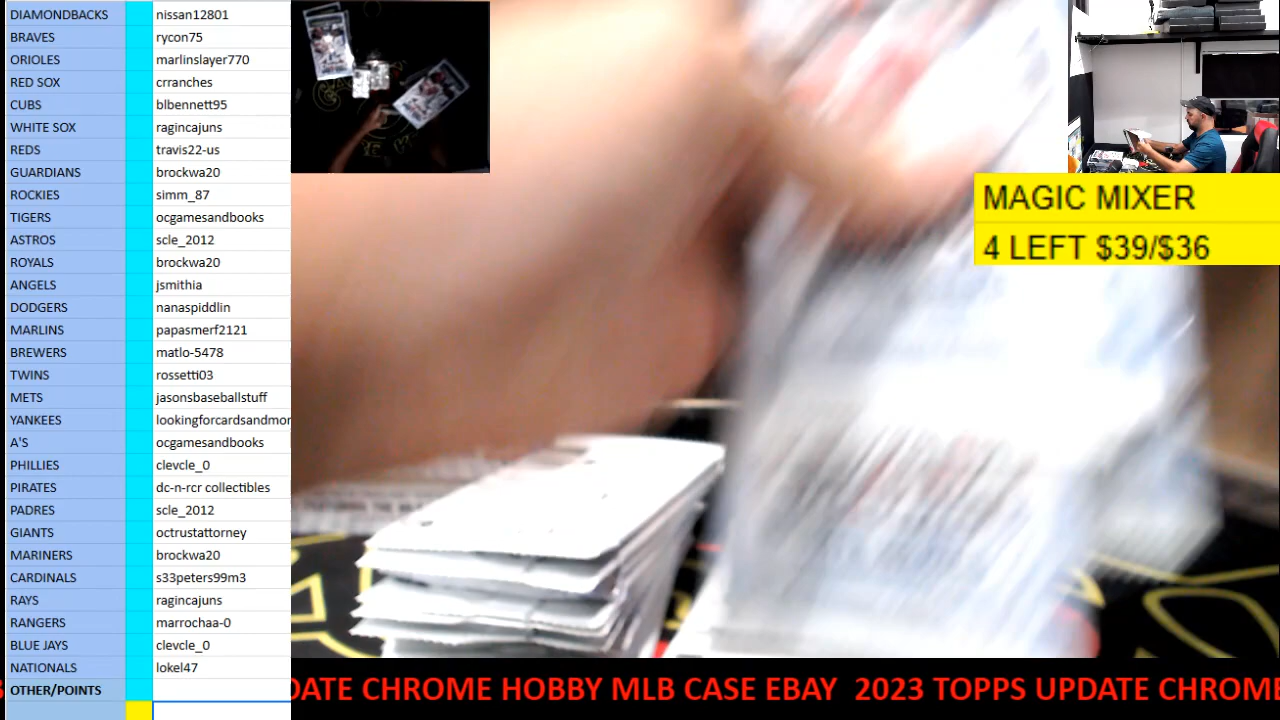 DIAMONDBACKS nissan12801
BRAVES rycon75
ORIOLES marlinslayer770
RED SOX crranches
CUBS blbennett95
WHITE SOX ragincajuns
REDS travis22-us
GUARDIANS brockwa20
ROCKIES simm_87
TIGERS ocgamesandbooks
ASTROS scle_2012
ROYALS brockwa20
ANGELS jsmithia
DODGERS nanaspiddlin
MARLINS papasmerf2121
BREWERS matlo-5478
TWINS rossetti03
METS jasonsbaseballstuff
YANKEES lookingforcardsandmor
A'S ocgamesandbooks
PHILLIES clevcle_0
PIRATES dc-n-rcr collectibles
PADRES scle_2012
GIANTS octrustattorney
MARINERS brockwa20
CARDINALS s33peters99m3
RAYS ragincajuns
RANGERS marrochaa-0
BLUE JAYS clevcle_0
NATIONALS lokel47
OTHER/POINTS
MAGIC MIXER
4 LEFT $39/$36
DATE CHROME HOBBY MLB CASE EBAY 2023 TOPPS UPDATE CHROME